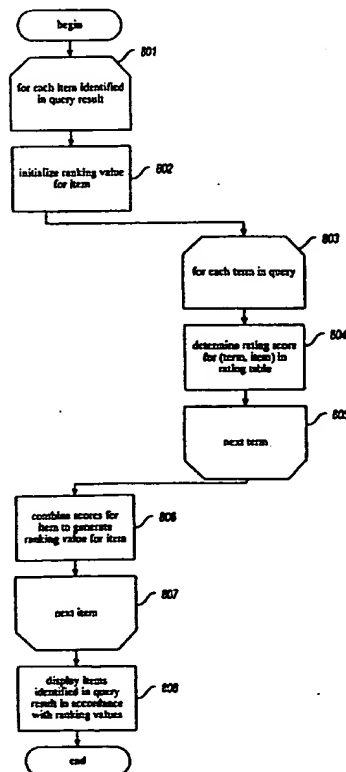 begin
801
for each item identified
in query result
802
initialize ranking value
for item
803
for each term in query
804
determine rating score
for (term, item) in
rating table
805
next term
806
combine scores for
item to generate
ranking value for item
807
next item
808
display items
identified in query
result in accordance
with ranking values
end